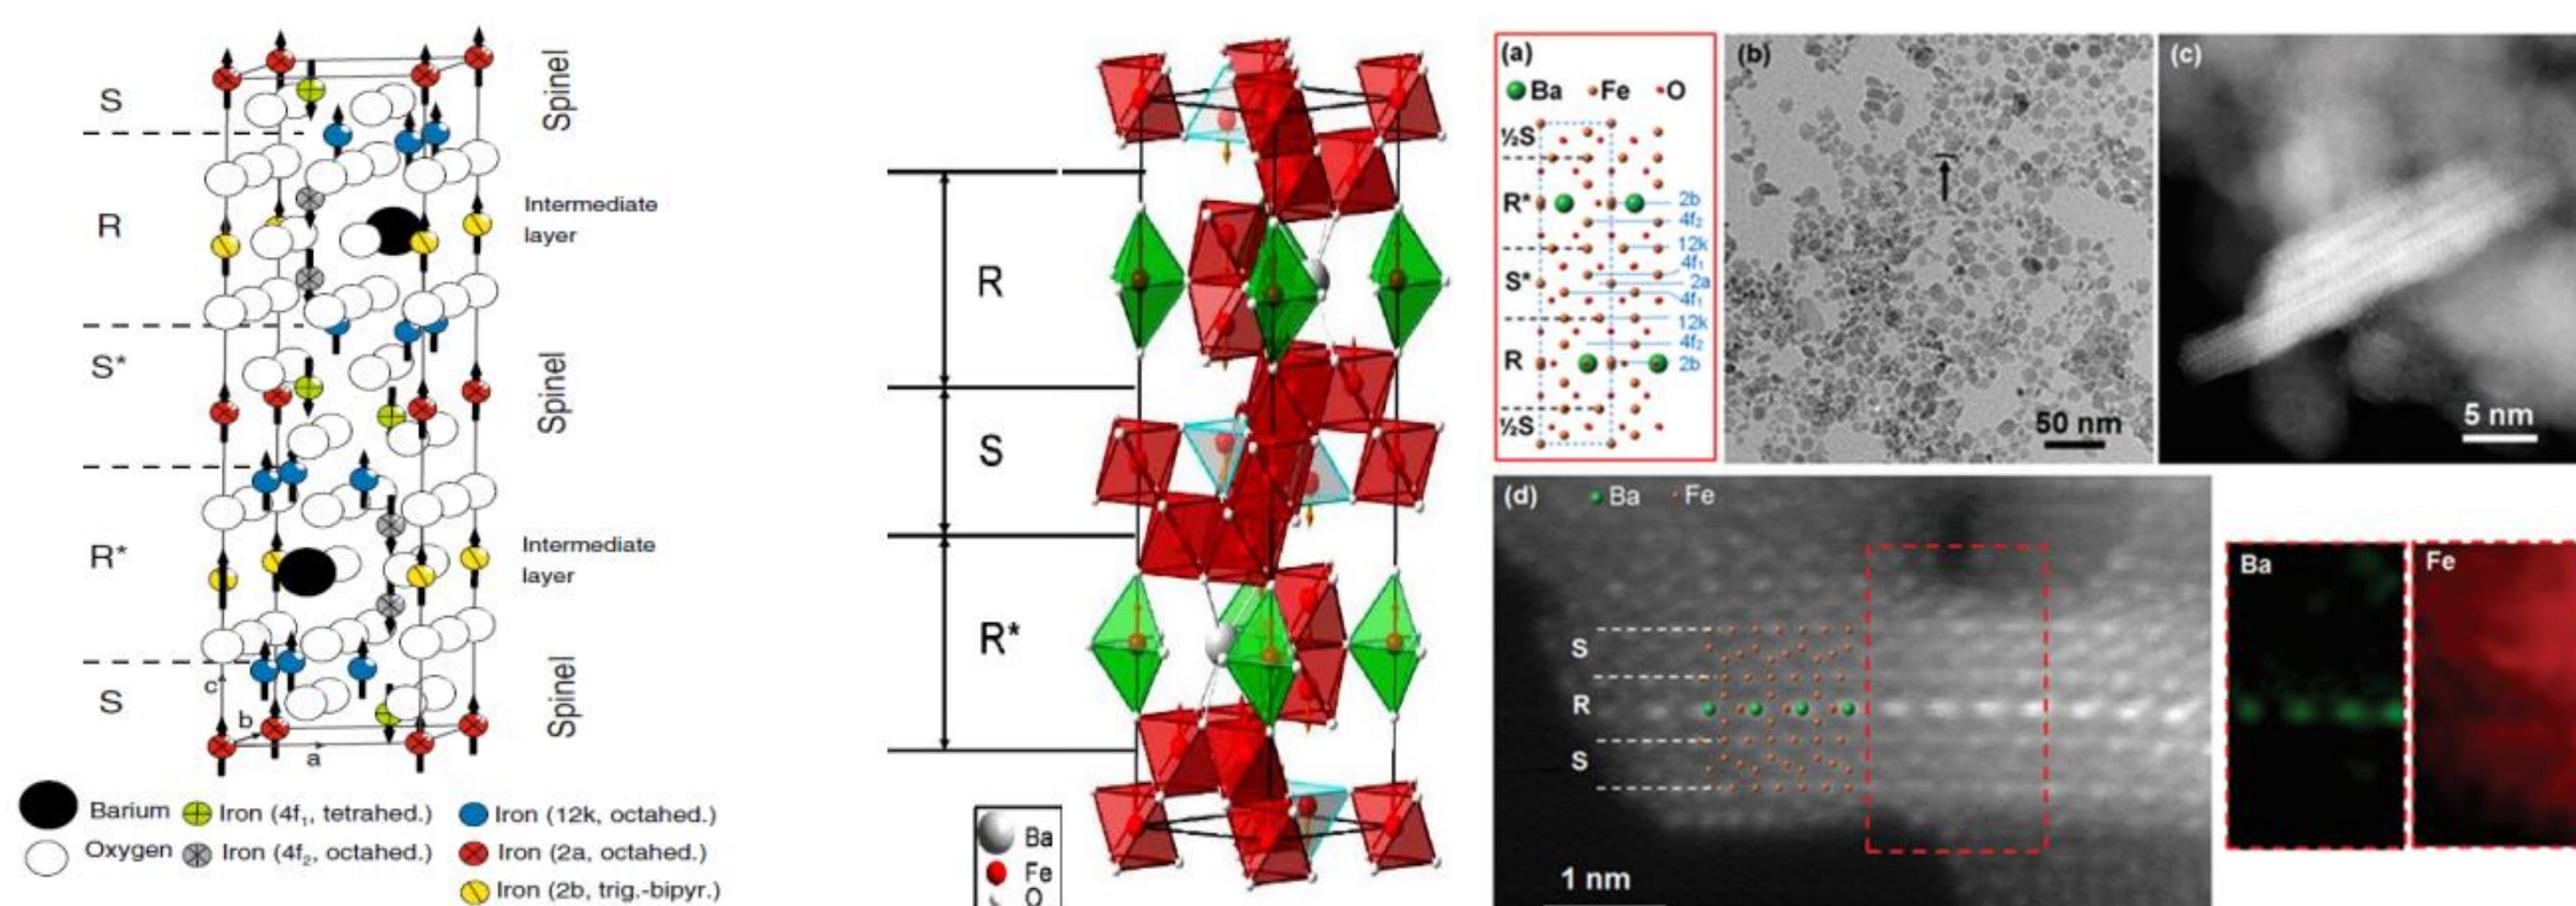 S
R
S*
R*
S
Spinel
Intermediate
layer
Spinel
Intermediate
layer
Spinel
c
b
a
Barium
Iron (4f1, tetrahed.)
Iron (12k, octahed.)
Oxygen
Iron (4f2, octahed.)
Iron (2a, octahed.)
Iron (2b, trig.-bipyr.)
R
S
R*
Ba
Fe
O
(a)
Ba Fe O
½S
R*
S*
R
½S
2b
4f2
12k
4f1
2a
4f1
12k
4f2
2b
(b)
50 nm
(c)
5 nm
(d)
Ba Fe
S
R
S
1 nm
Ba
Fe